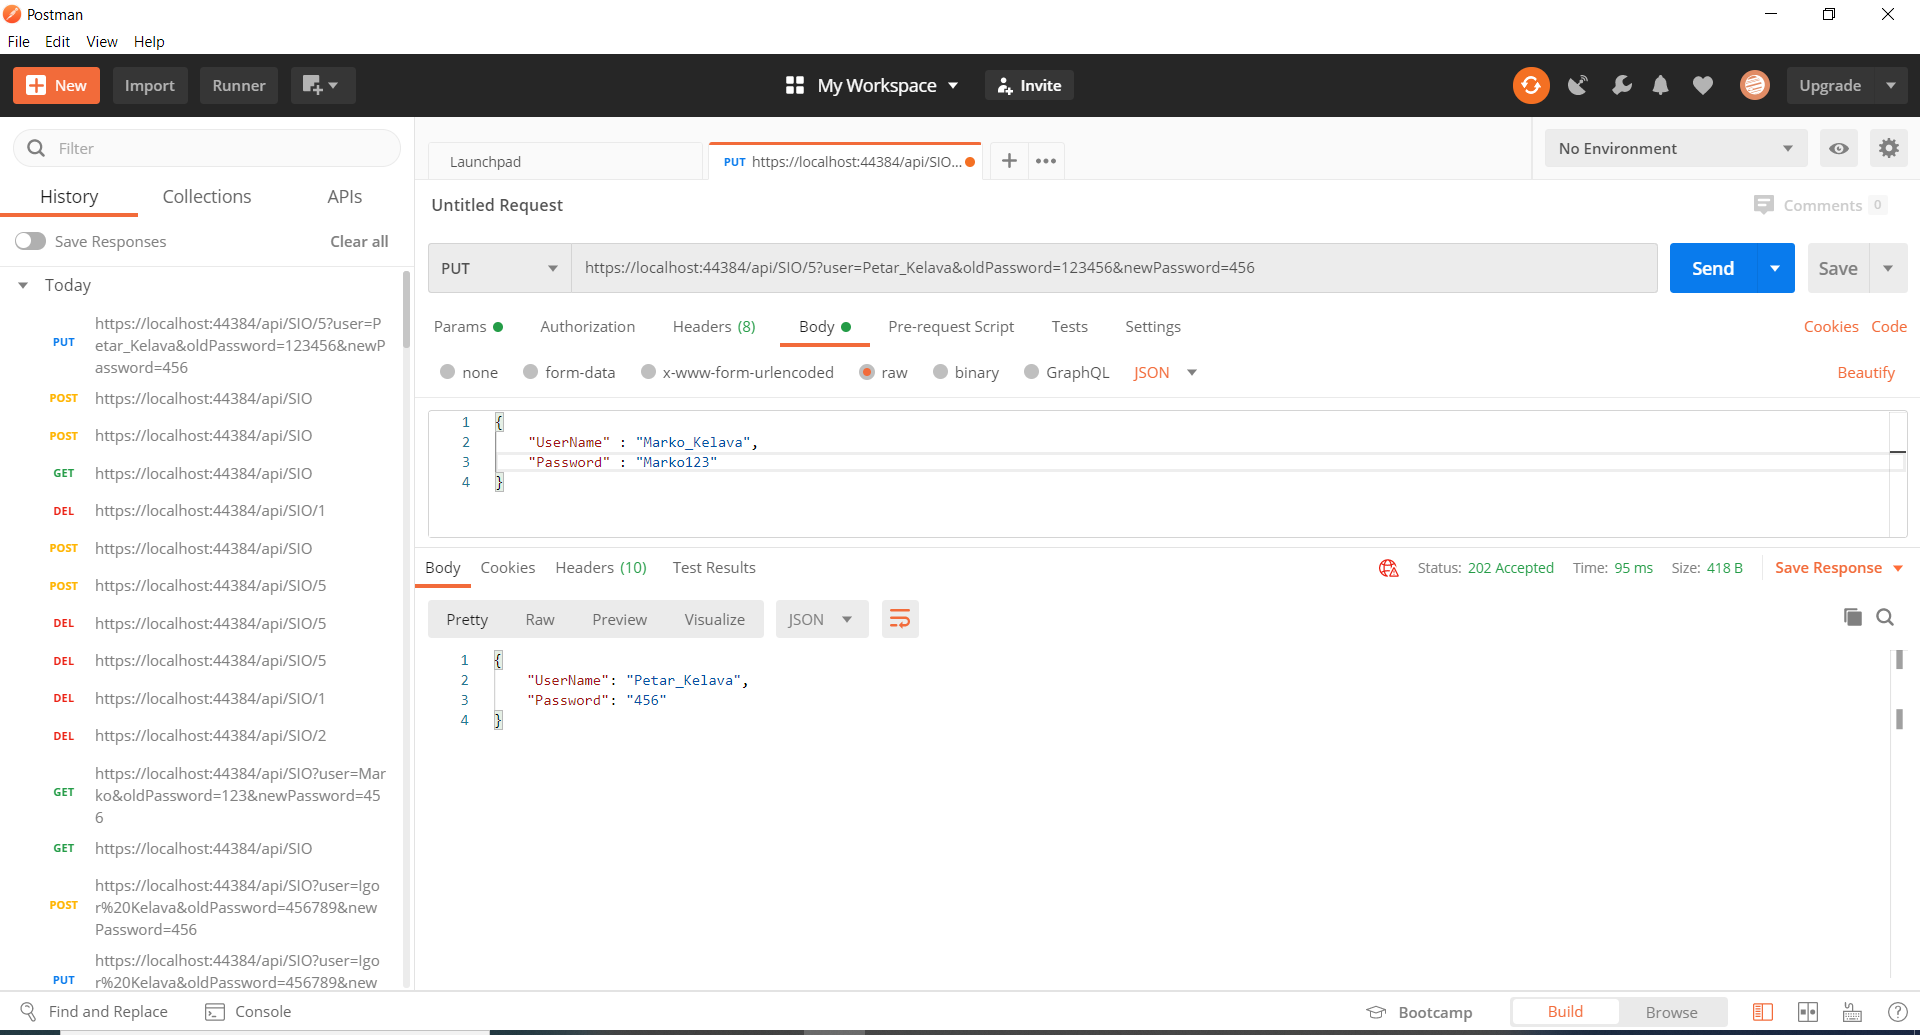 Postman
File Edit View Help
New Import Runner My Workspace Invite Upgrade
Filter
History Collections APIs
Save Responses Clear all
Today
PUT https://localhost:44384/api/SIO/5?user=P
etar_Kelava&oldPassword=123456&newP
assword=456
POST https://localhost:44384/api/SIO
POST https://localhost:44384/api/SIO
GET https://localhost:44384/api/SIO
DEL https://localhost:44384/api/SIO/1
POST https://localhost:44384/api/SIO
POST https://localhost:44384/api/SIO/5
DEL https://localhost:44384/api/SIO/5
DEL https://localhost:44384/api/SIO/5
DEL https://localhost:44384/api/SIO/1
DEL https://localhost:44384/api/SIO/2
GET https://localhost:44384/api/SIO?user=Mar
ko&oldPassword=123&newPassword=45
6
GET https://localhost:44384/api/SIO
POST https://localhost:44384/api/SIO?user=Igo
r%20Kelava&oldPassword=456789&new
Password=456
PUT https://localhost:44384/api/SIO?user=Igo
r%20Kelava&oldPassword=456789&new
Launchpad PUT https://localhost:44384/api/SIO... No Environment
Untitled Request Comments 0
PUT https://localhost:44384/api/SIO/5?user=Petar_Kelava&oldPassword=123456&newPassword=456 Send Save
Params Authorization Headers (8) Body Pre-request Script Tests Settings Cookies Code
none form-data x-www-form-urlencoded raw binary GraphQL JSON Beautify
1 {
2 "UserName" : "Marko_Kelava",
3 "Password" : "Marko123"
4 }
Body Cookies Headers (10) Test Results Status: 202 Accepted Time: 95 ms Size: 418 B Save Response
Pretty Raw Preview Visualize JSON
1 {
2 "UserName": "Petar_Kelava",
3 "Password": "456"
4 }
Find and Replace Console Bootcamp Build Browse